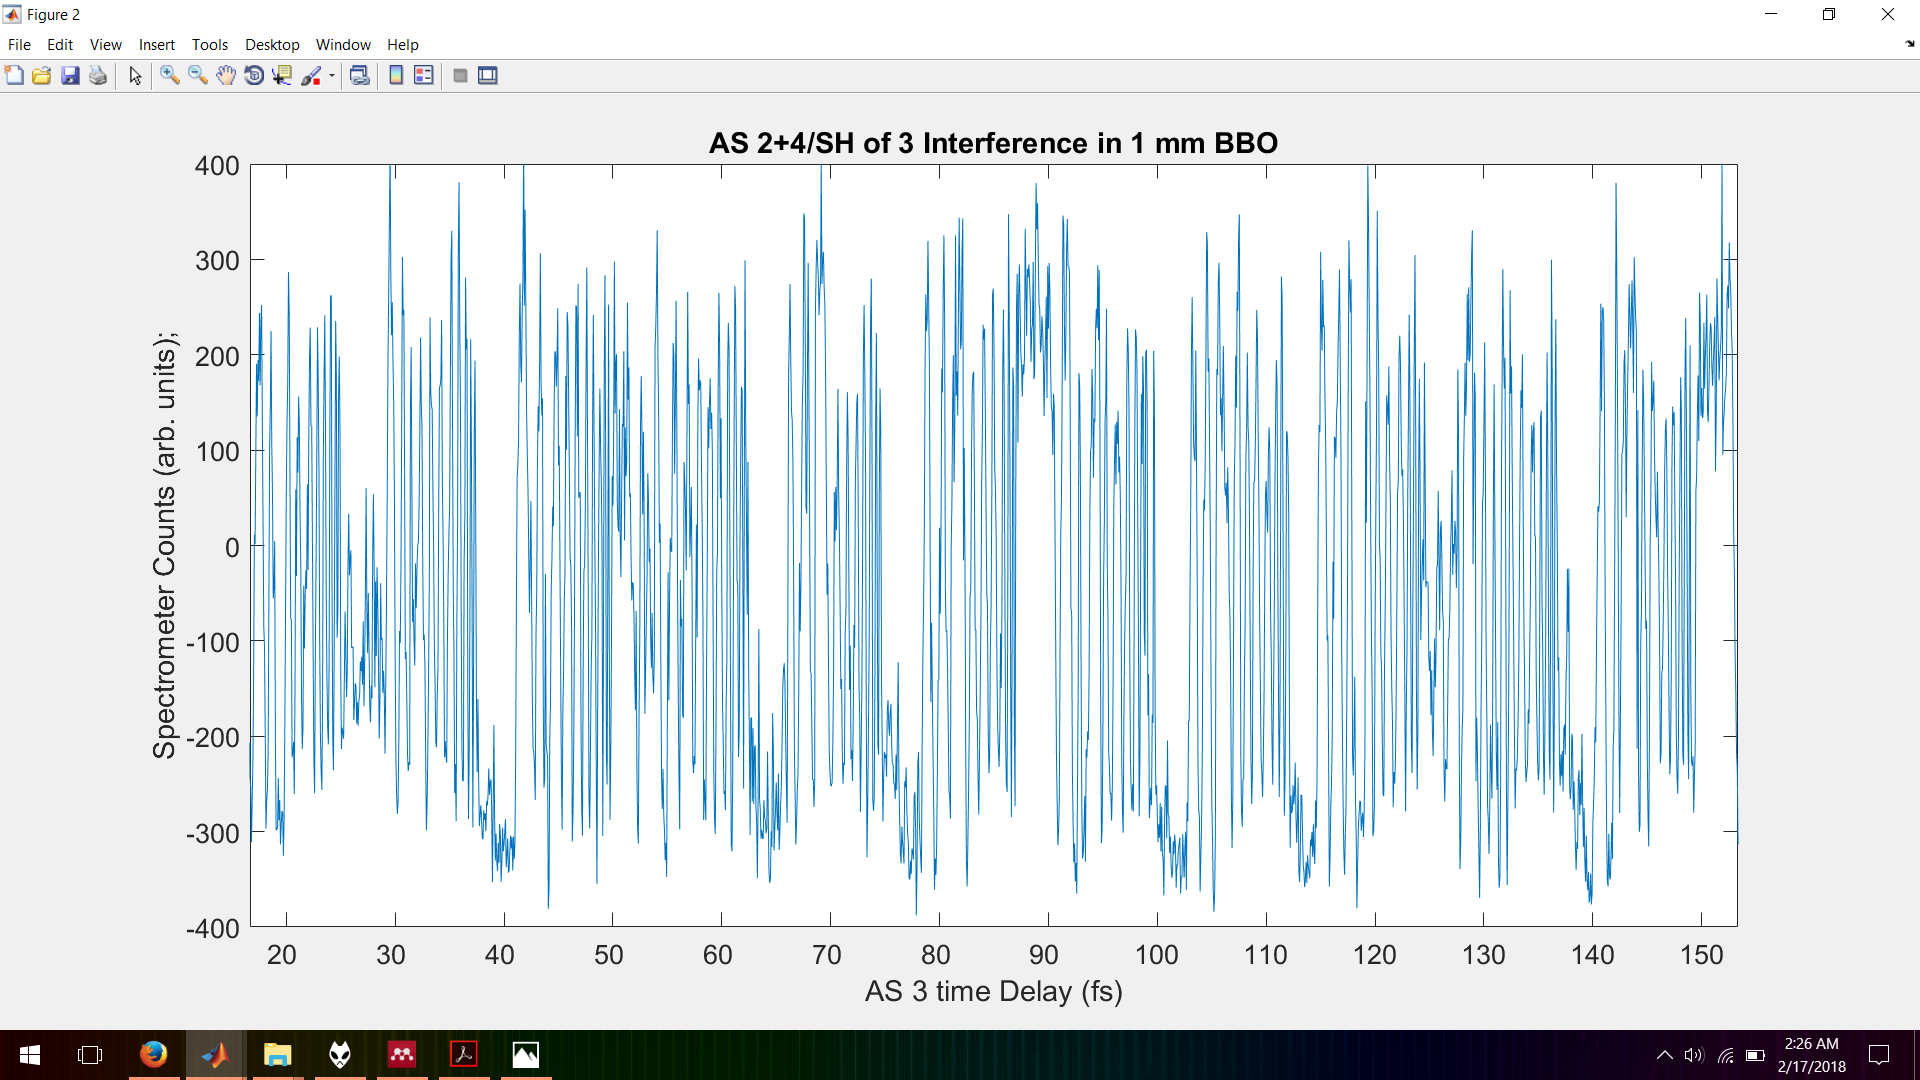 Figure 2
File Edit View Insert Tools Desktop Window Help
AS 2+4/SH of 3 Interference in 1 mm BBO
400
300
200
100
0
-100
-200
-300
-400
Spectrometer Counts (arb. units);
20 30 40 50 60 70 80 90 100 110 120 130 140 150
AS 3 time Delay (fs)
2:26 AM
2/17/2018